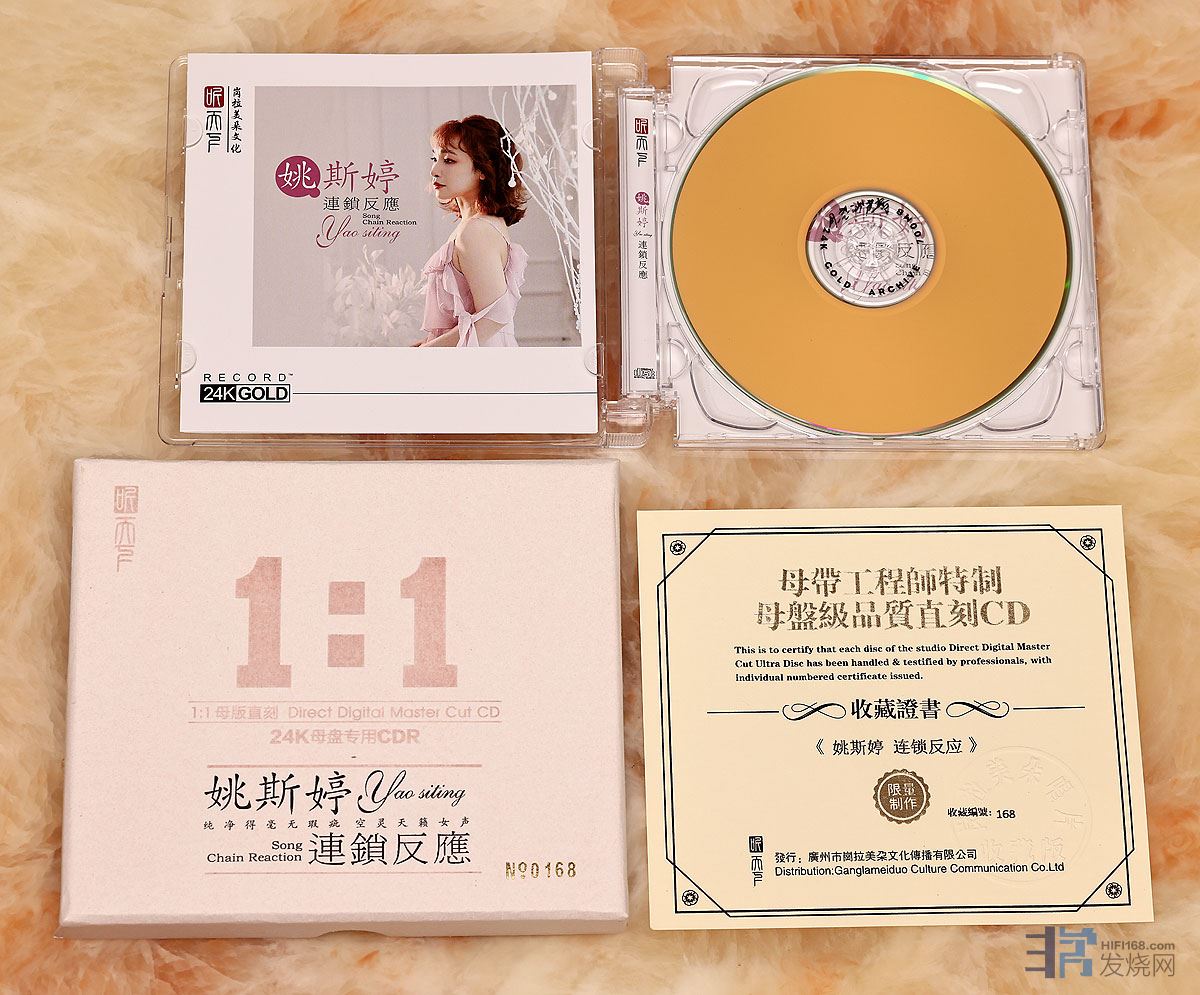 岗拉美朵文化
姚斯婷
連鎖反應
Song
Chain Reaction
Yao siting
RECORD™
24K GOLD
姚斯婷
Yao siting
連鎖反應
24K GOLD ARCHIVE
1:1
1:1母版直刻 Direct Digital Master Cut CD
24K母盘专用CDR
姚斯婷 Yao siting
纯净得毫无瑕疵 空灵天籁女声
Song
Chain Reaction 連鎖反應
Nº0168
母帶工程師特制
母盤級品質直刻CD
This is to certify that each disc of the studio Direct Digital Master
Cut Ultra Disc has been handled & testified by professionals, with
individual numbered certificate issued.
收藏證書
《 姚斯婷 连锁反应 》
限量
制作
收藏編號: 168
發行：廣州市崗拉美朵文化傳播有限公司
Distribution:Ganglameiduo Culture Communication Co.Ltd
HIFI168.com
发烧网